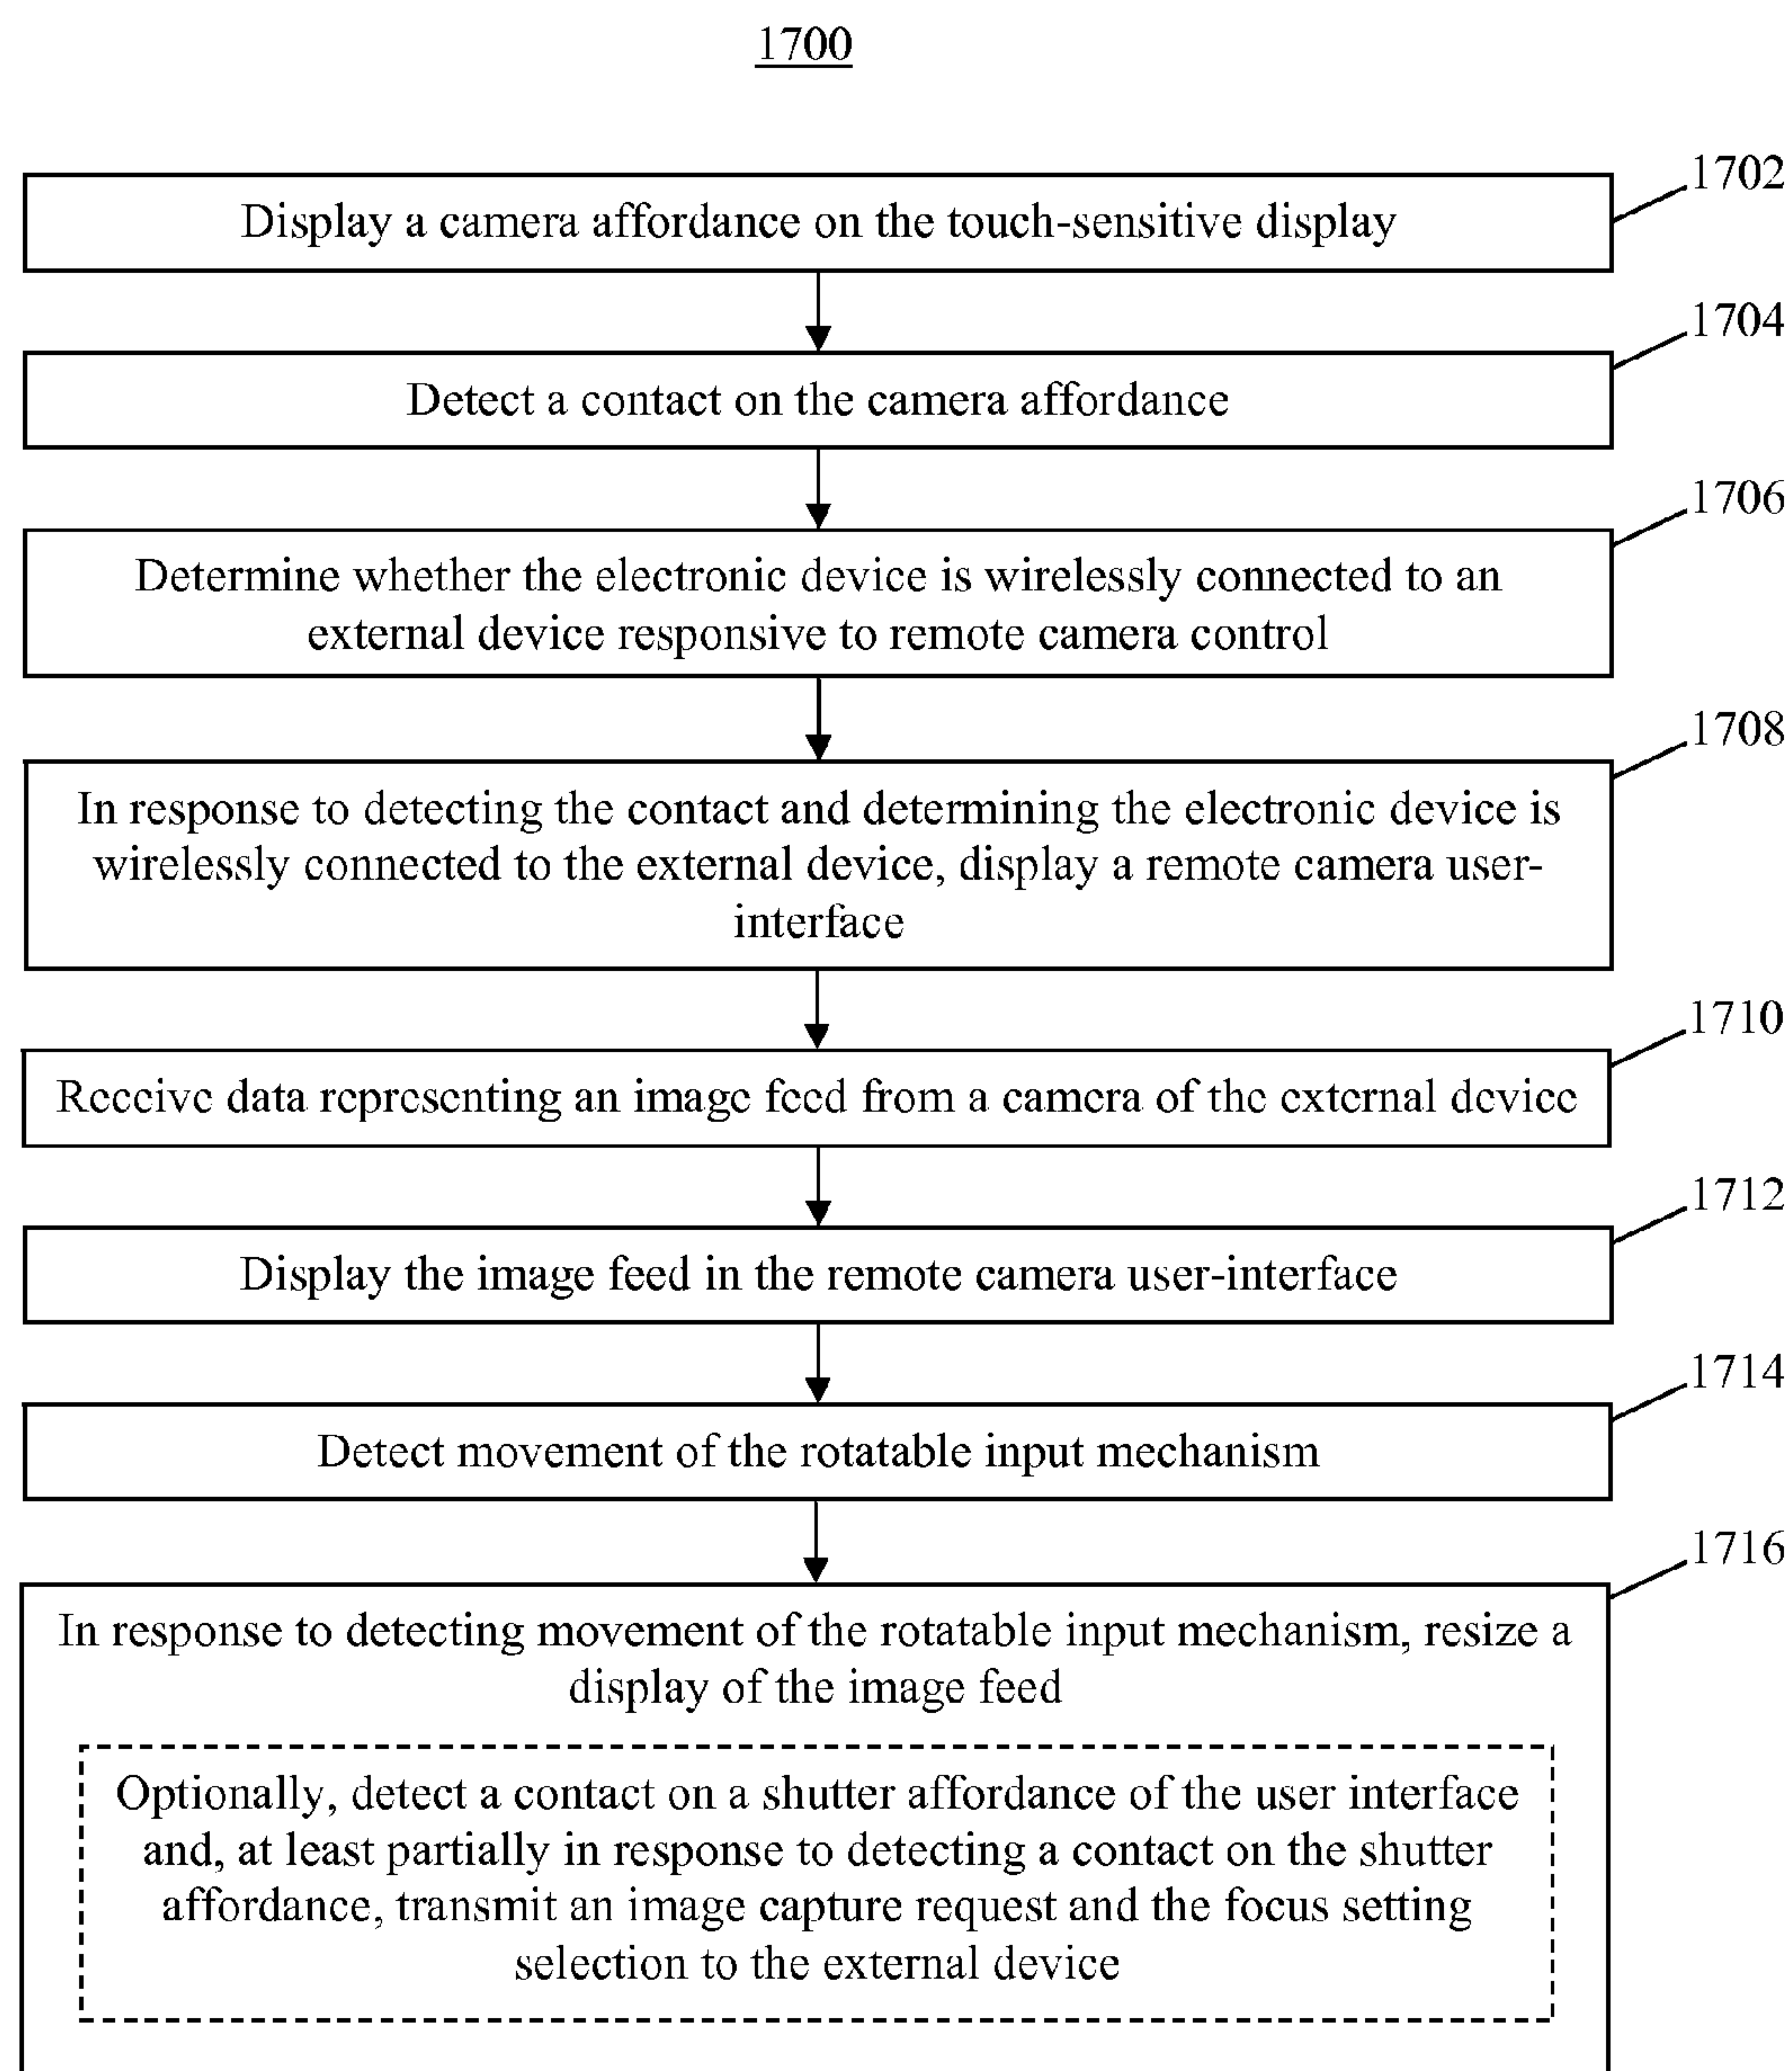 1700
1702
Display a camera affordance on the touch-sensitive display
1704
Detect a contact on the camera affordance
1706
Determine whether the electronic device is wirelessly connected to an
external device responsive to remote camera control
1708
In response to detecting the contact and determining the electronic device is
wirelessly connected to the external device, display a remote camera user-
interface
1710
Receive data representing an image feed from a camera of the external device
1712
Display the image feed in the remote camera user-interface
1714
Detect movement of the rotatable input mechanism
1716
In response to detecting movement of the rotatable input mechanism, resize a
display of the image feed
Optionally, detect a contact on a shutter affordance of the user interface
and, at least partially in response to detecting a contact on the shutter
affordance, transmit an image capture request and the focus setting
selection to the external device